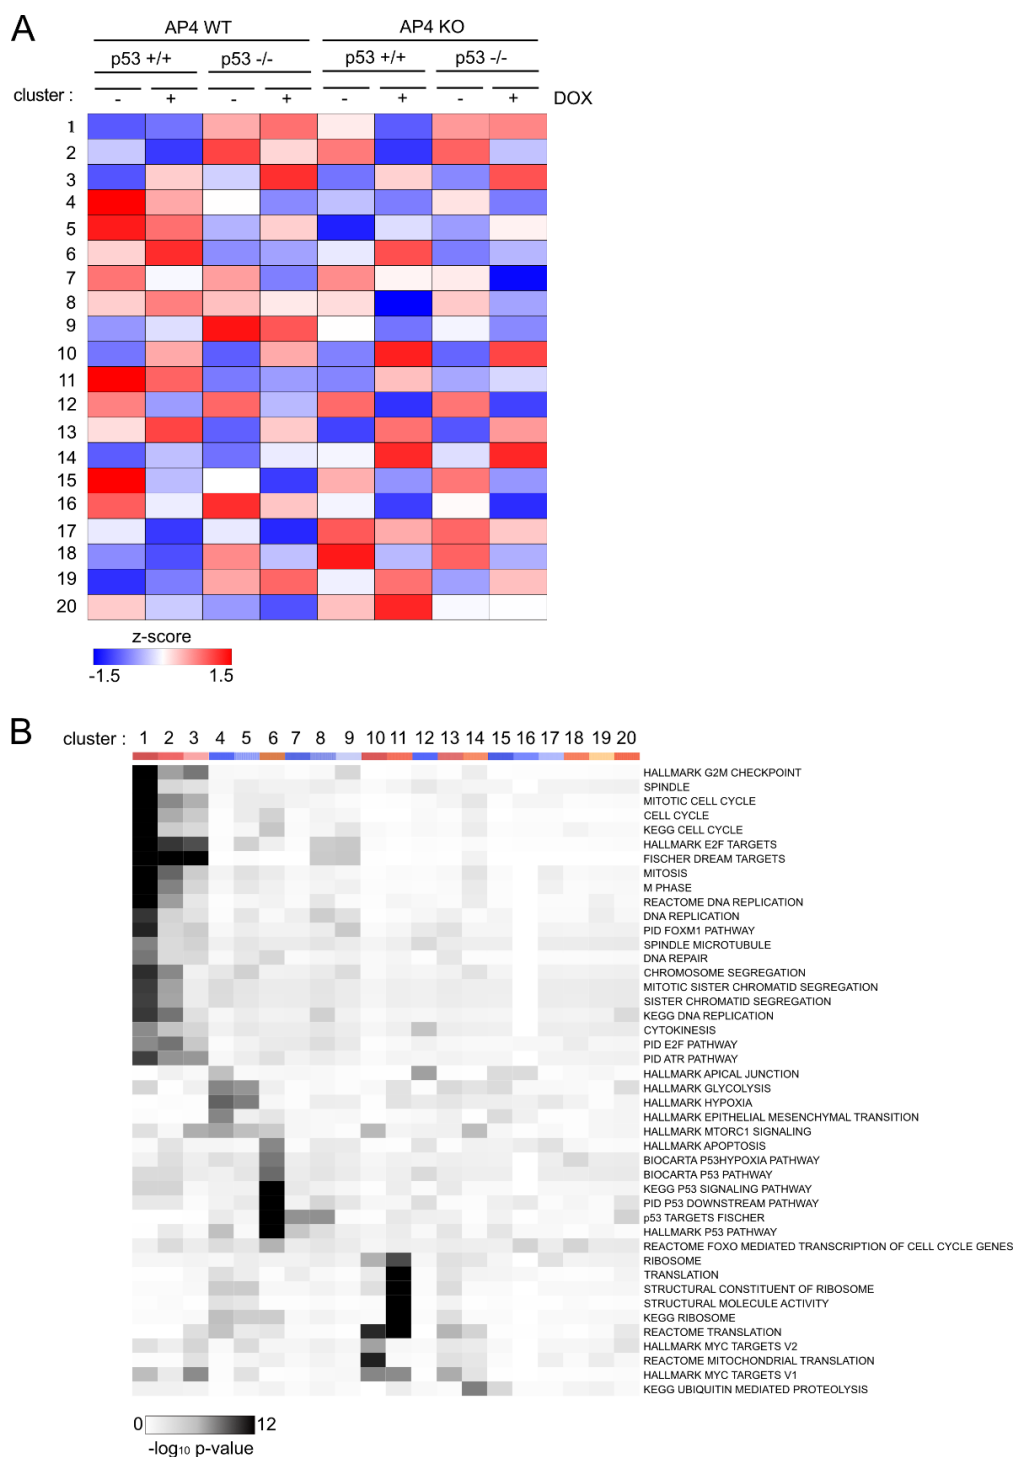 A
AP4 WT AP4 KO
p53 +/+ p53 -/- p53 +/+ p53 -/-
cluster : - + - + - + - + DOX
1
2
3
4
5
6
7
8
9
10
11
12
13
14
15
16
17
18
19
20
z-score
-1.5 1.5
B
cluster : 1 2 3 4 5 6 7 8 9 10 11 12 13 14 15 16 17 18 19 20
HALLMARK G2M CHECKPOINT
SPINDLE
MITOTIC CELL CYCLE
CELL CYCLE
KEGG CELL CYCLE
HALLMARK E2F TARGETS
FISCHER DREAM TARGETS
MITOSIS
M PHASE
REACTOME DNA REPLICATION
DNA REPLICATION
PID FOXM1 PATHWAY
SPINDLE MICROTUBULE
DNA REPAIR
CHROMOSOME SEGREGATION
MITOTIC SISTER CHROMATID SEGREGATION
SISTER CHROMATID SEGREGATION
KEGG DNA REPLICATION
CYTOKINESIS
PID E2F PATHWAY
PID ATR PATHWAY
HALLMARK APICAL JUNCTION
HALLMARK GLYCOLYSIS
HALLMARK HYPOXIA
HALLMARK EPITHELIAL MESENCHYMAL TRANSITION
HALLMARK MTORC1 SIGNALING
HALLMARK APOPTOSIS
BIOCARTA P53HYPOXIA PATHWAY
BIOCARTA P53 PATHWAY
KEGG P53 SIGNALING PATHWAY
PID P53 DOWNSTREAM PATHWAY
p53 TARGETS FISCHER
HALLMARK P53 PATHWAY
REACTOME FOXO MEDIATED TRANSCRIPTION OF CELL CYCLE GENES
RIBOSOME
TRANSLATION
STRUCTURAL CONSTITUENT OF RIBOSOME
STRUCTURAL MOLECULE ACTIVITY
KEGG RIBOSOME
REACTOME TRANSLATION
HALLMARK MYC TARGETS V2
REACTOME MITOCHONDRIAL TRANSLATION
HALLMARK MYC TARGETS V1
KEGG UBIQUITIN MEDIATED PROTEOLYSIS
0 12
-log₁₀ p-value